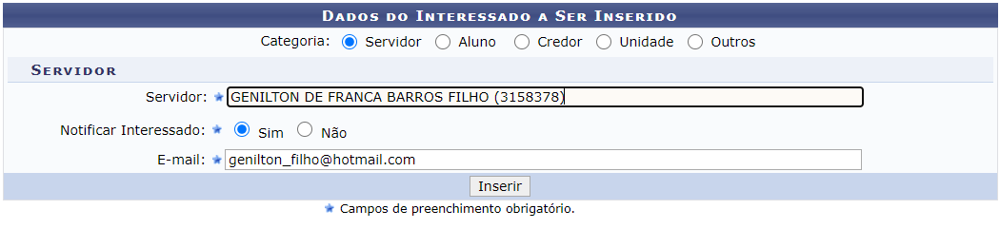 Dados do Interessado a Ser Inserido
Categoria: Servidor Aluno Credor Unidade Outros
Servidor
Servidor: GENILTON DE FRANCA BARROS FILHO (3158378)
Notificar Interessado: Sim Não
E-mail: genilton_filho@hotmail.com
Inserir
Campos de preenchimento obrigatório.